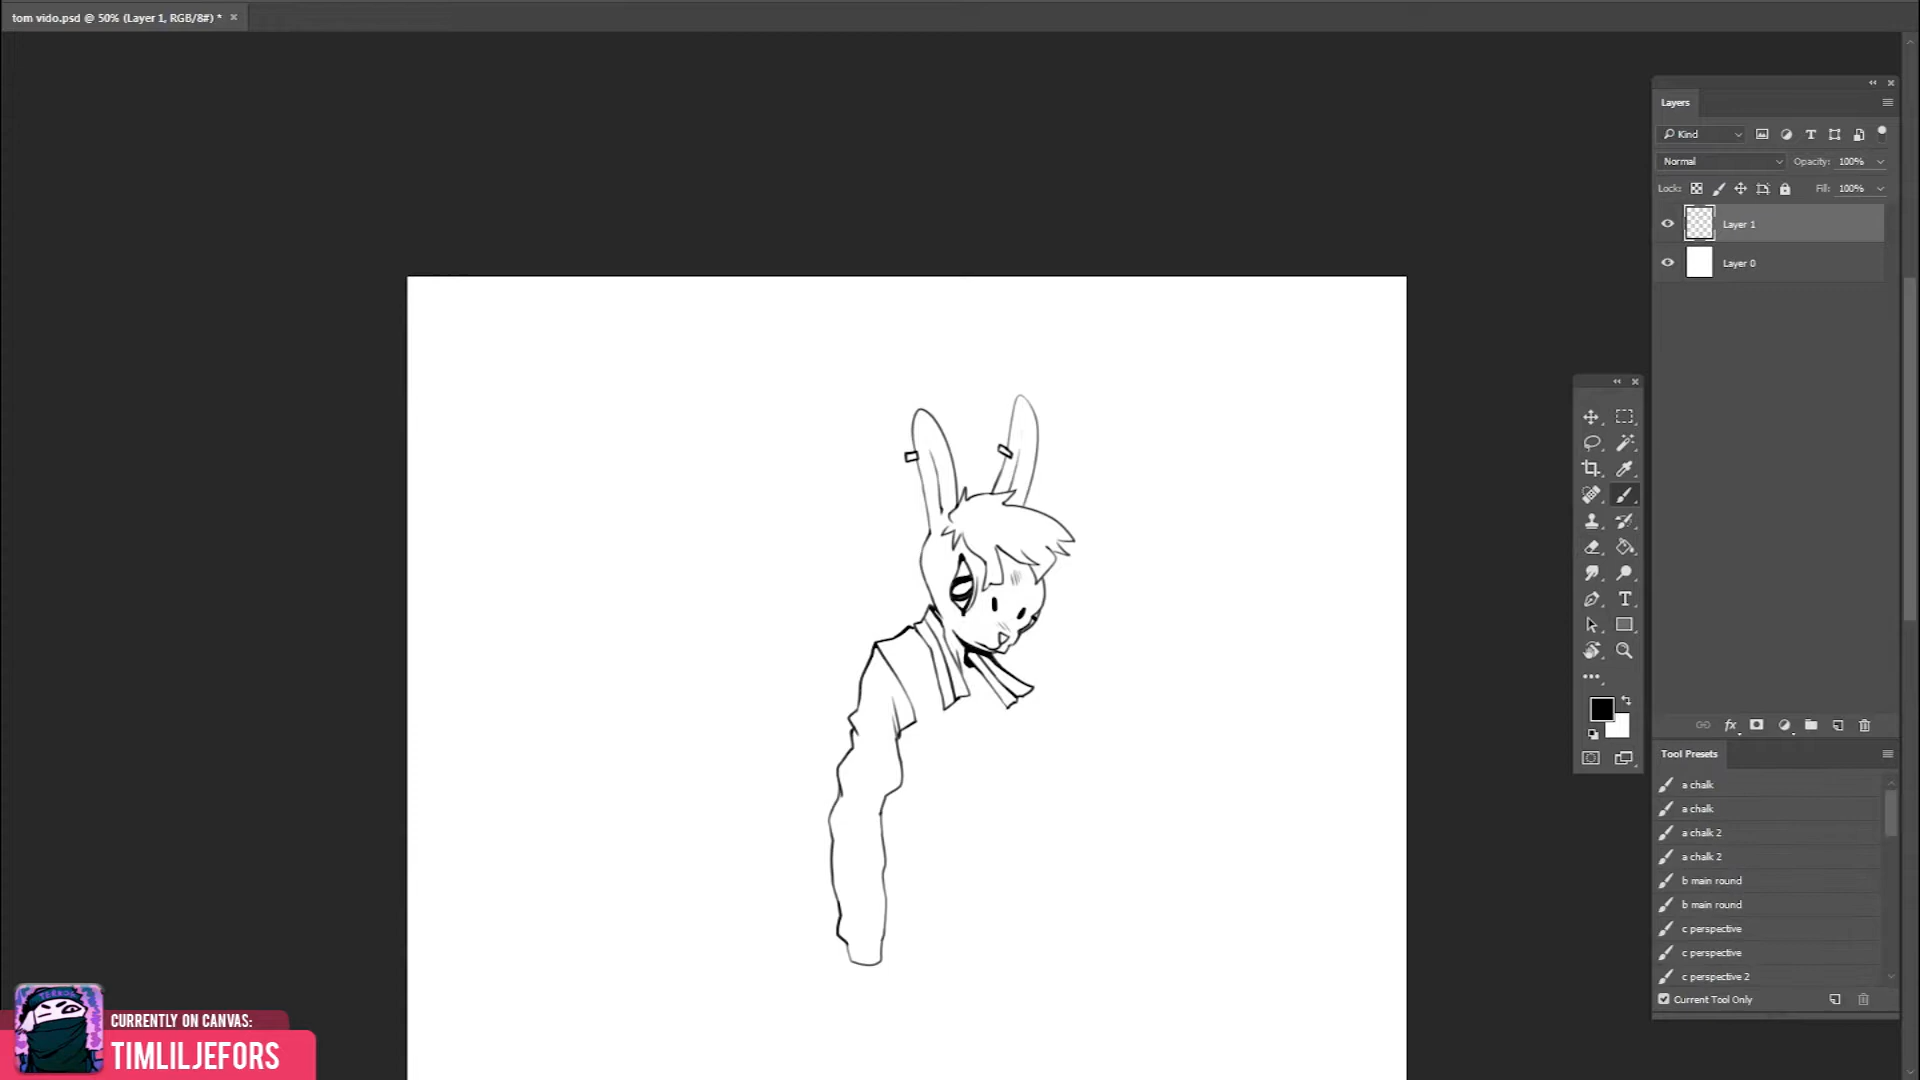 tom vido.psd @ 50% (Layer 1, RGB/8#) *
Layers
Kind
Normal
Opacity: 100%
Lock:
Fill: 100%
Layer 1
Layer 0
fx
Tool Presets
a chalk
a chalk
a chalk 2
a chalk 2
b main round
b main round
c perspective
c perspective
c perspective 2
Current Tool Only
CURRENTLY ON CANVAS:
TIMLILJEFORS